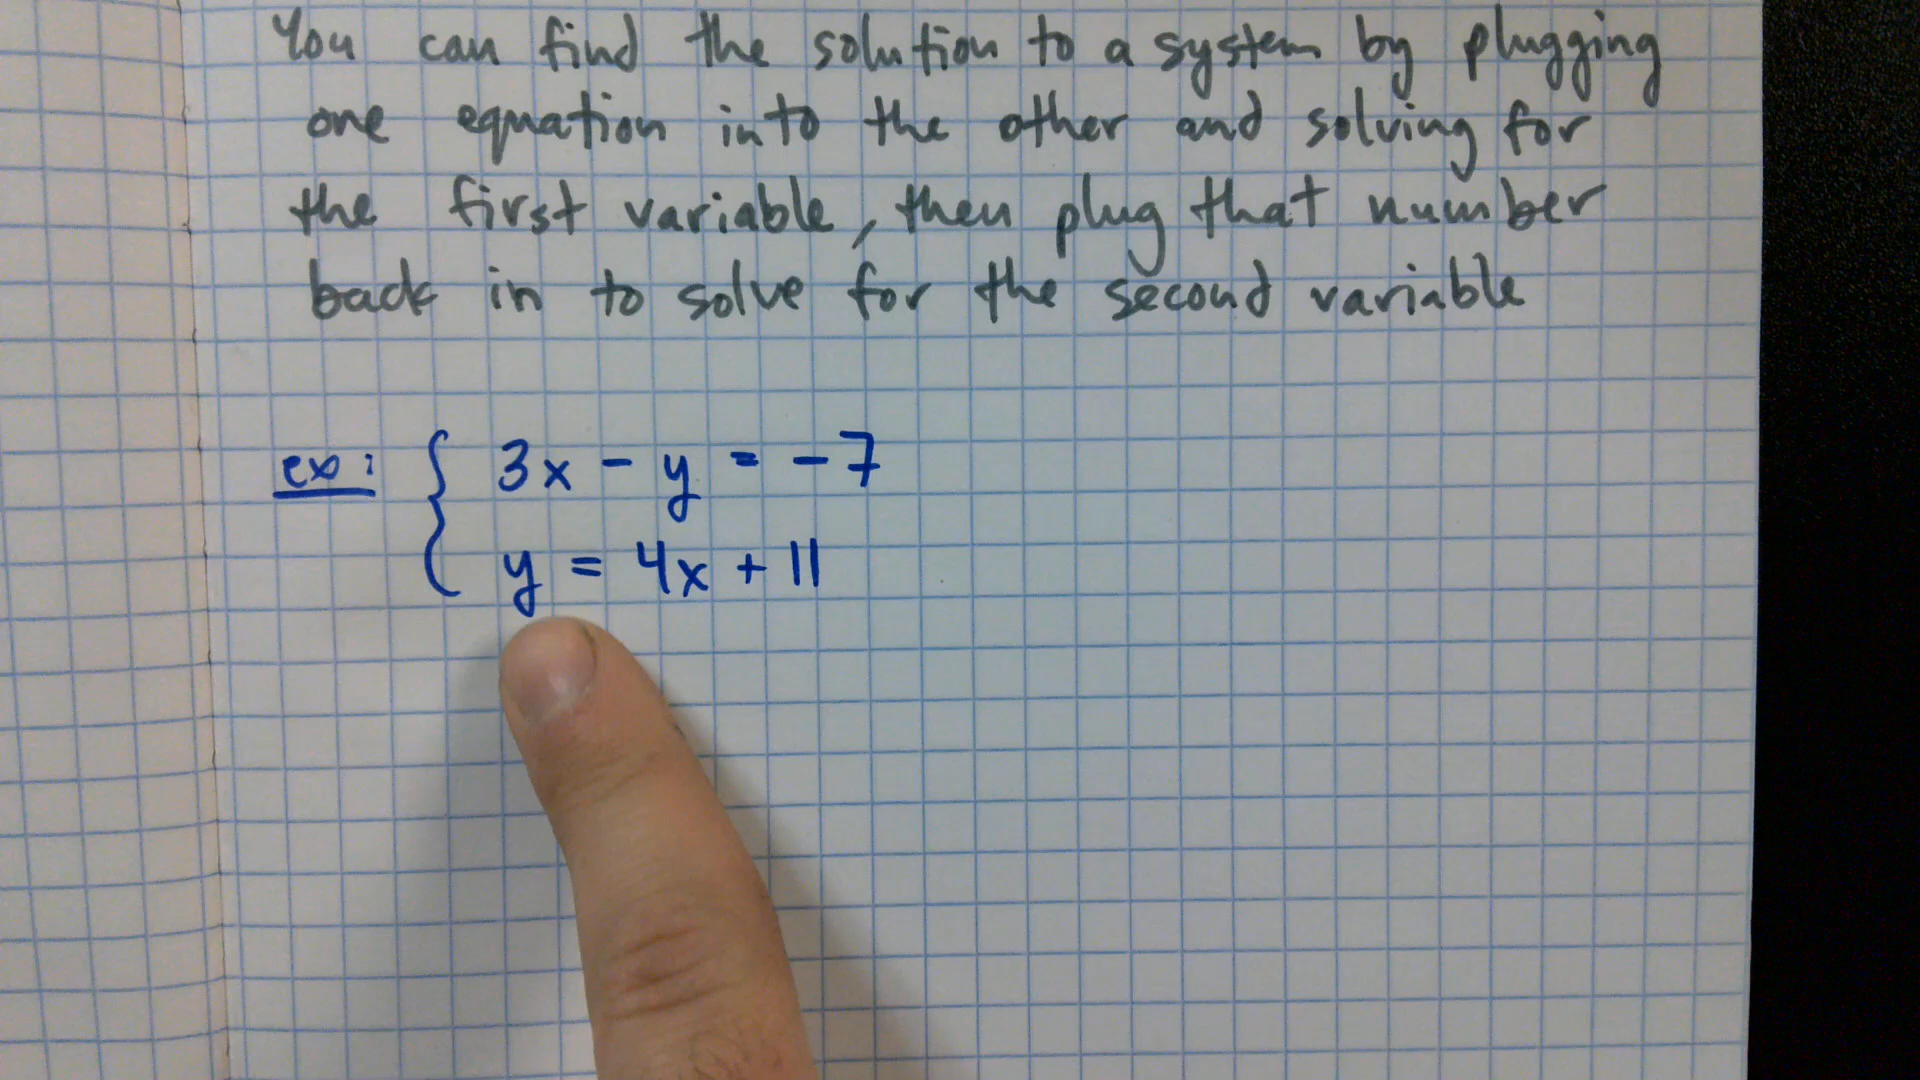 You can find the solution to a system by plugging
one equation into the other and solving for
the first variable, then plug that number
back in to solve for the second variable
ex: { 3x - y = -7
y = 4x + 11